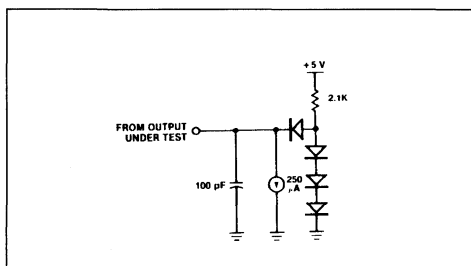 +5 V
2.1K
FROM OUTPUT
UNDER TEST
100 pF
250
μA